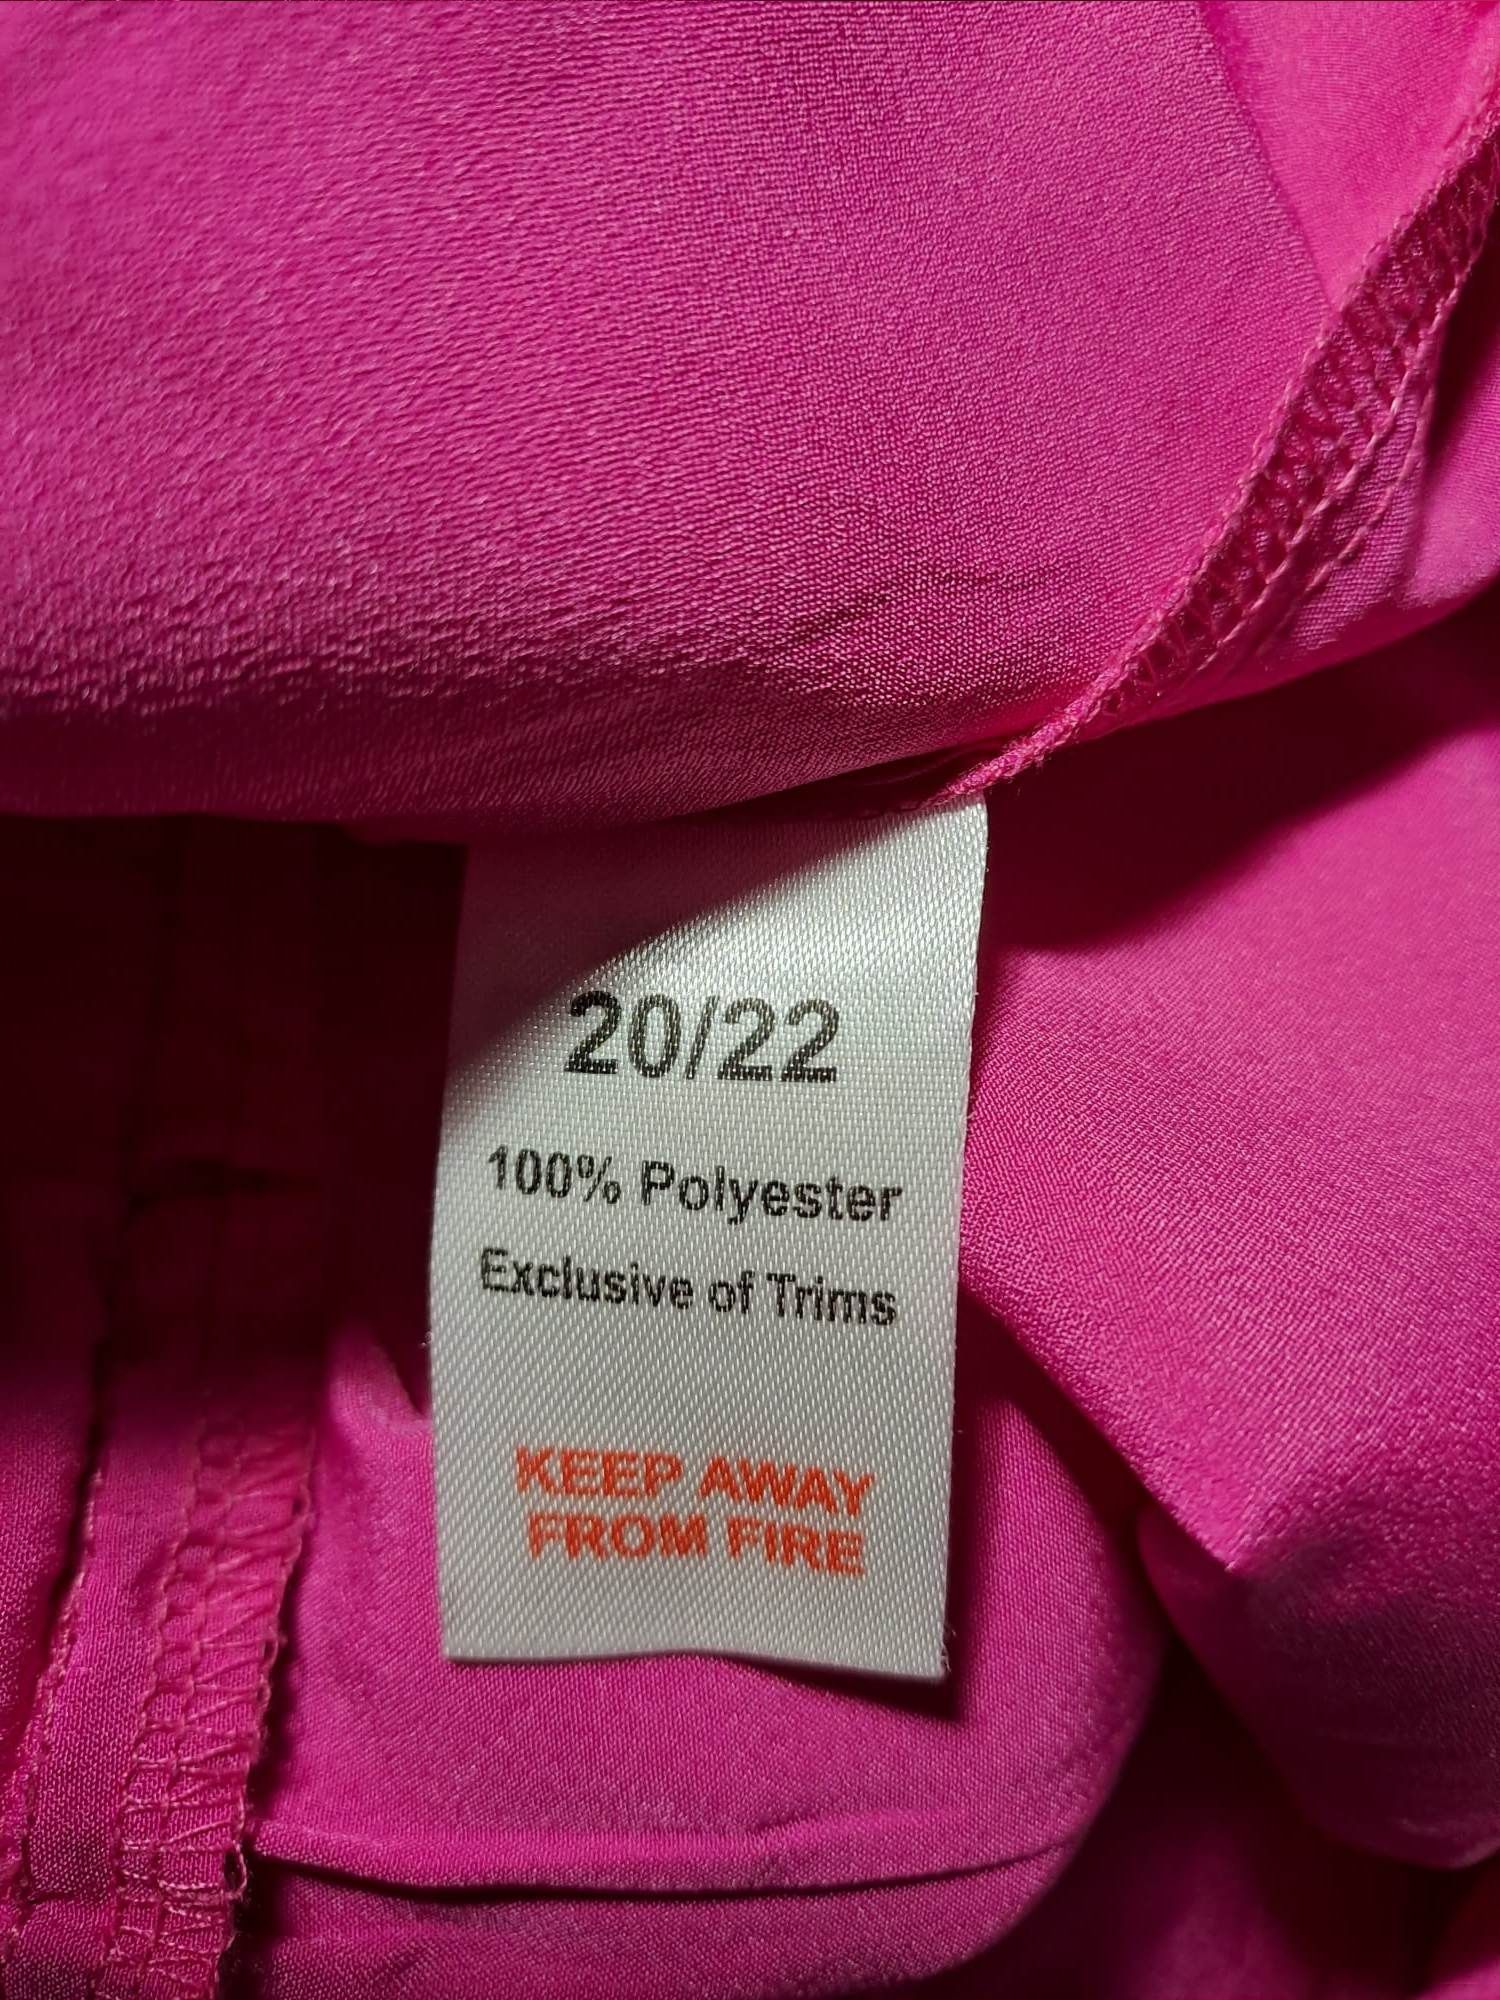 20/22
100% Polyester
Exclusive of Trims
KEEP AWAY
FROM FIRE